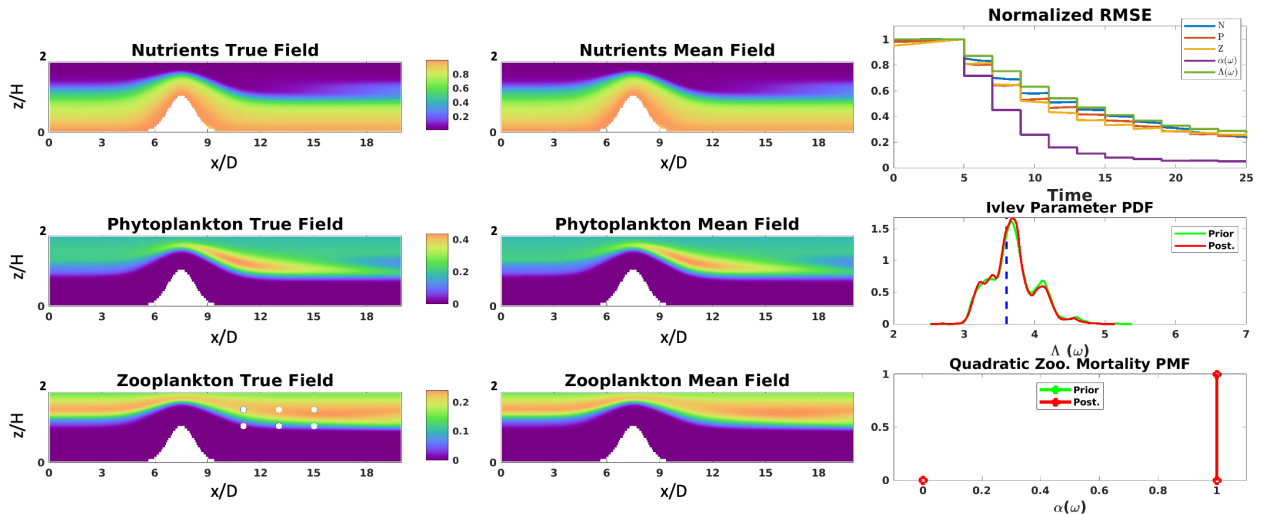 Nutrients True Field
2
z/H
0
0 3 6 9 12 15 18
x/D
0.8
0.6
0.4
0.2
Nutrients Mean Field
2
0
0 3 6 9 12 15 18
x/D
Normalized RMSE
1
0.8
0.6
0.4
0.2
0
0 5 10 15 20 25
Time
N
P
Z
α(ω)
Λ(ω)
Phytoplankton True Field
2
z/H
0
0 3 6 9 12 15 18
x/D
0.4
0.2
0
Phytoplankton Mean Field
2
0
0 3 6 9 12 15 18
x/D
Ivlev Parameter PDF
1.5
1
0.5
0
2 3 4 5 6 7
Λ (ω)
Prior
Post.
Zooplankton True Field
2
z/H
0
0 3 6 9 12 15 18
x/D
0.2
0.1
0
Zooplankton Mean Field
2
0
0 3 6 9 12 15 18
x/D
Quadratic Zoo. Mortality PMF
1
0.5
0
0 0.2 0.4 0.6 0.8 1
α(ω)
Prior
Post.